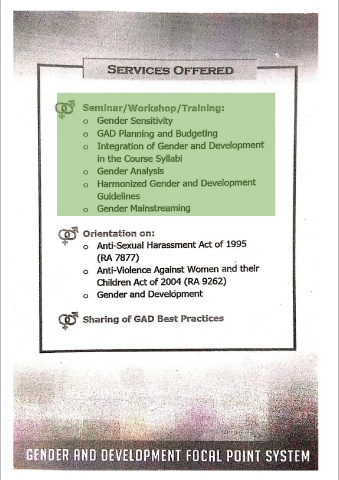 SERVICES OFFERED
Seminar/Workshop/Training:
o Gender Sensitivity
o GAD Planning and Budgeting
o Integration of Gender and Development
in the Course Syllabi
o Gender Analysis
o Harmonized Gender and Development
Guidelines
o Gender Mainstreaming
Orientation on:
o Anti-Sexual Harassment Act of 1995
(RA 7877)
o Anti-Violence Against Women and their
Children Act of 2004 (RA 9262)
o Gender and Development
Sharing of GAD Best Practices
GENDER AND DEVELOPMENT FOCAL POINT SYSTEM